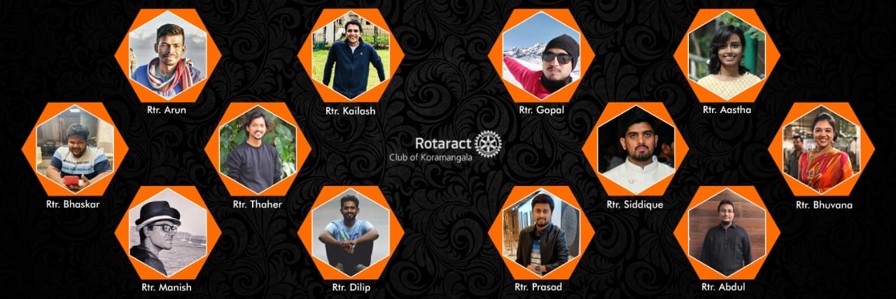 Rtr. Arun
Rtr. Kailash
Rtr. Gopal
Rtr. Aastha
Rotaract
Club of Koramangala
Rtr. Bhaskar
Rtr. Thaher
Rtr. Siddique
Rtr. Bhuvana
Rtr. Manish
Rtr. Dilip
Rtr. Prasad
Rtr. Abdul